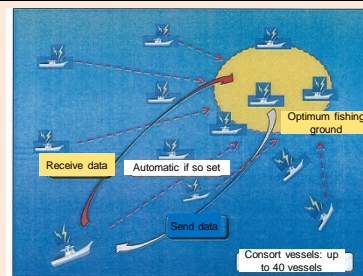 Optimum fishing
ground
Receive data
Automatic if so set
Send data
Consort vessels: up
to 40 vessels